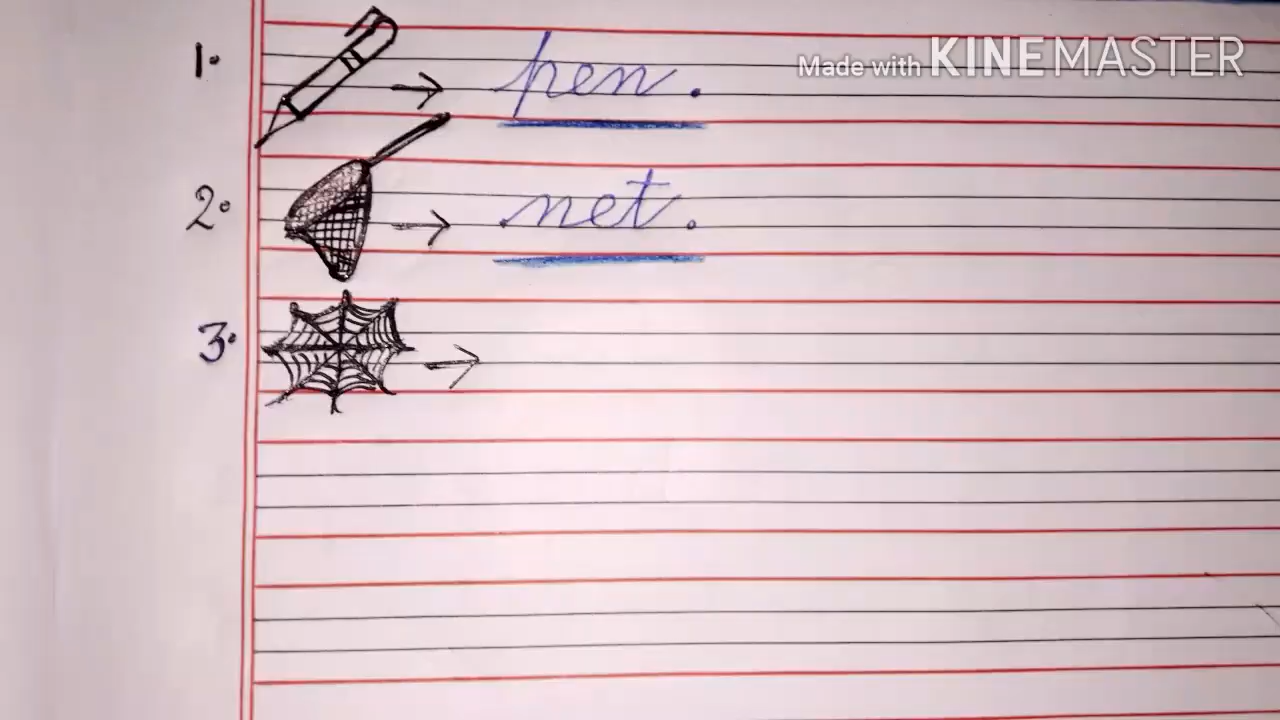 Made with KINEMASTER
1. → pen.
2. → net.
3. →